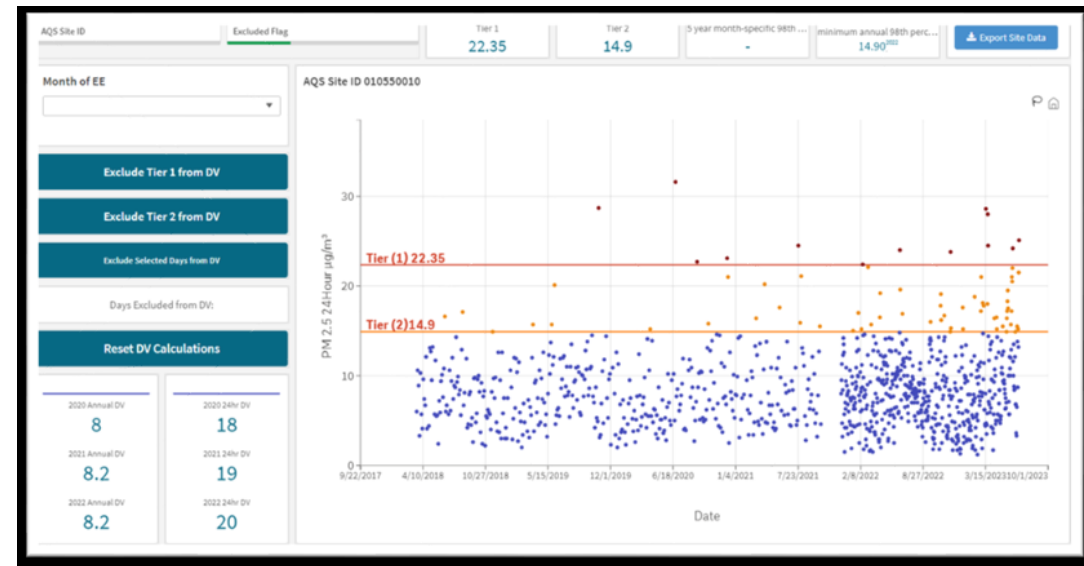 AQS Site ID
Excluded Flag
Tier 1
22.35
Tier 2
14.9
5 year month-specific 98th ...
-
minimum annual 98th perc...
14.90²⁰²²
Export Site Data
Month of EE
Exclude Tier 1 from DV
Exclude Tier 2 from DV
Exclude Selected Days from DV
Days Excluded from DV:
Reset DV Calculations
2020 Annual DV
8
2021 Annual DV
8.2
2022 Annual DV
8.2
2020 24hr DV
18
2021 24hr DV
19
2022 24hr DV
20
AQS Site ID 010550010
PM 2.5 24Hour µg/m³
30
20
10
0
Tier (1) 22.35
Tier (2)14.9
9/22/2017 4/10/2018 10/27/2018 5/15/2019 12/1/2019 6/18/2020 1/4/2021 7/23/2021 2/8/2022 8/27/2022 3/15/2023 10/1/2023
Date